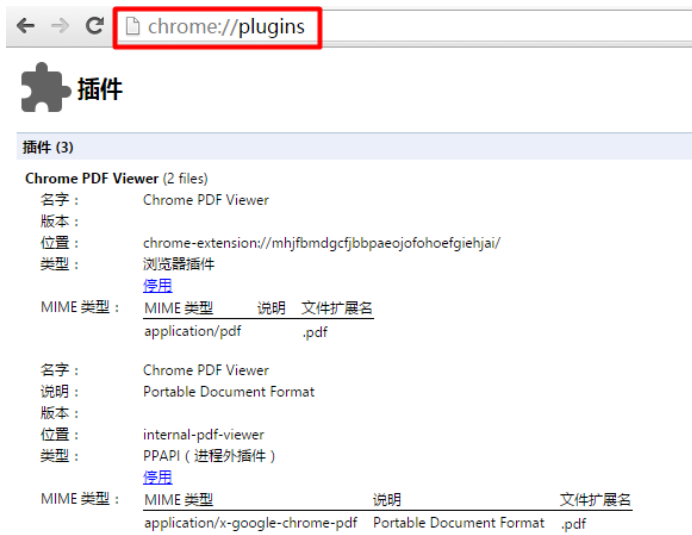 chrome://plugins
插件
插件 (3)
Chrome PDF Viewer (2 files)
名字： Chrome PDF Viewer
版本：
位置： chrome-extension://mhjfbmdgcfjbbpaeojofohoefgiehjai/
类型： 浏览器插件
停用
MIME 类型： MIME 类型 说明 文件扩展名
application/pdf .pdf
名字： Chrome PDF Viewer
说明： Portable Document Format
版本：
位置： internal-pdf-viewer
类型： PPAPI（进程外插件）
停用
MIME 类型： MIME 类型 说明 文件扩展名
application/x-google-chrome-pdf Portable Document Format .pdf